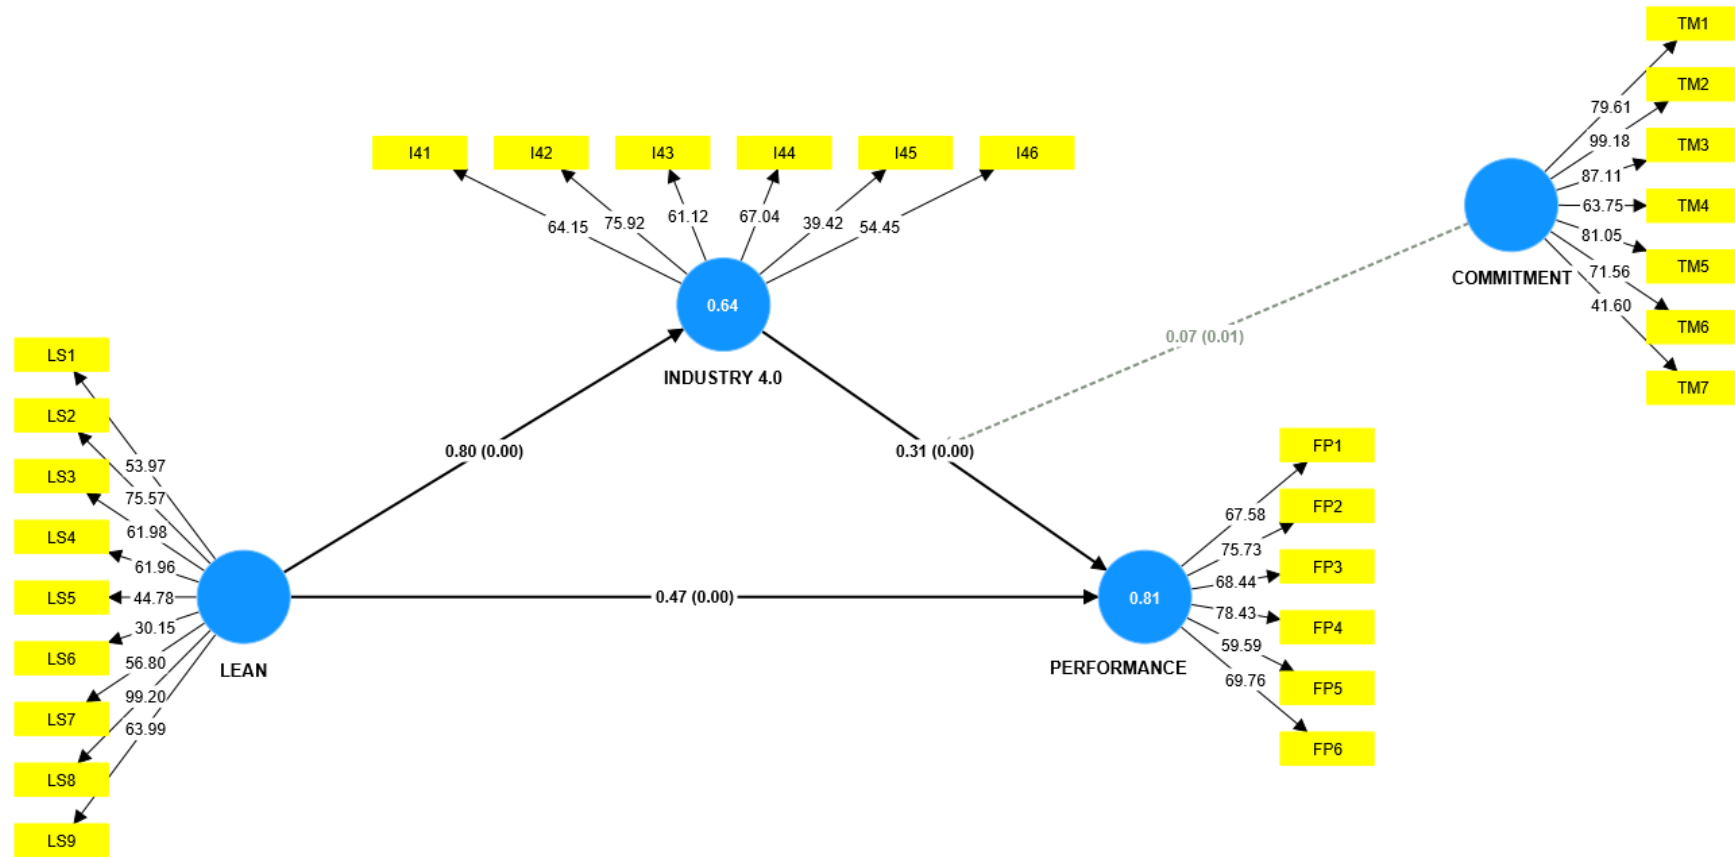 TM1
TM2
TM3
TM4
TM5
TM6
TM7
79.61
99.18
87.11
63.75
81.05
71.56
41.60
COMMITMENT
I41
I42
I43
I44
I45
I46
64.15
75.92
61.12
67.04
39.42
54.45
0.64
INDUSTRY 4.0
0.07 (0.01)
LS1
LS2
LS3
LS4
LS5
LS6
LS7
LS8
LS9
53.97
75.57
61.98
61.96
44.78
30.15
56.80
99.20
63.99
LEAN
0.80 (0.00)
0.31 (0.00)
0.47 (0.00)
0.81
PERFORMANCE
67.58
75.73
68.44
78.43
59.59
69.76
FP1
FP2
FP3
FP4
FP5
FP6